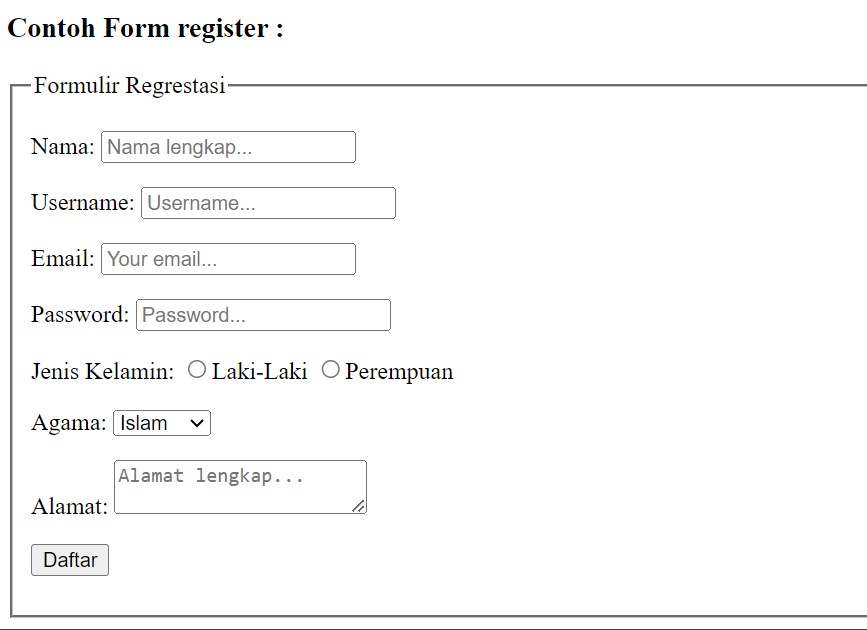 Contoh Form register :
Formulir Regrestasi
Nama: Nama lengkap...
Username: Username...
Email: Your email...
Password: Password...
Jenis Kelamin: Laki-Laki Perempuan
Agama: Islam
Alamat: Alamat lengkap...
Daftar